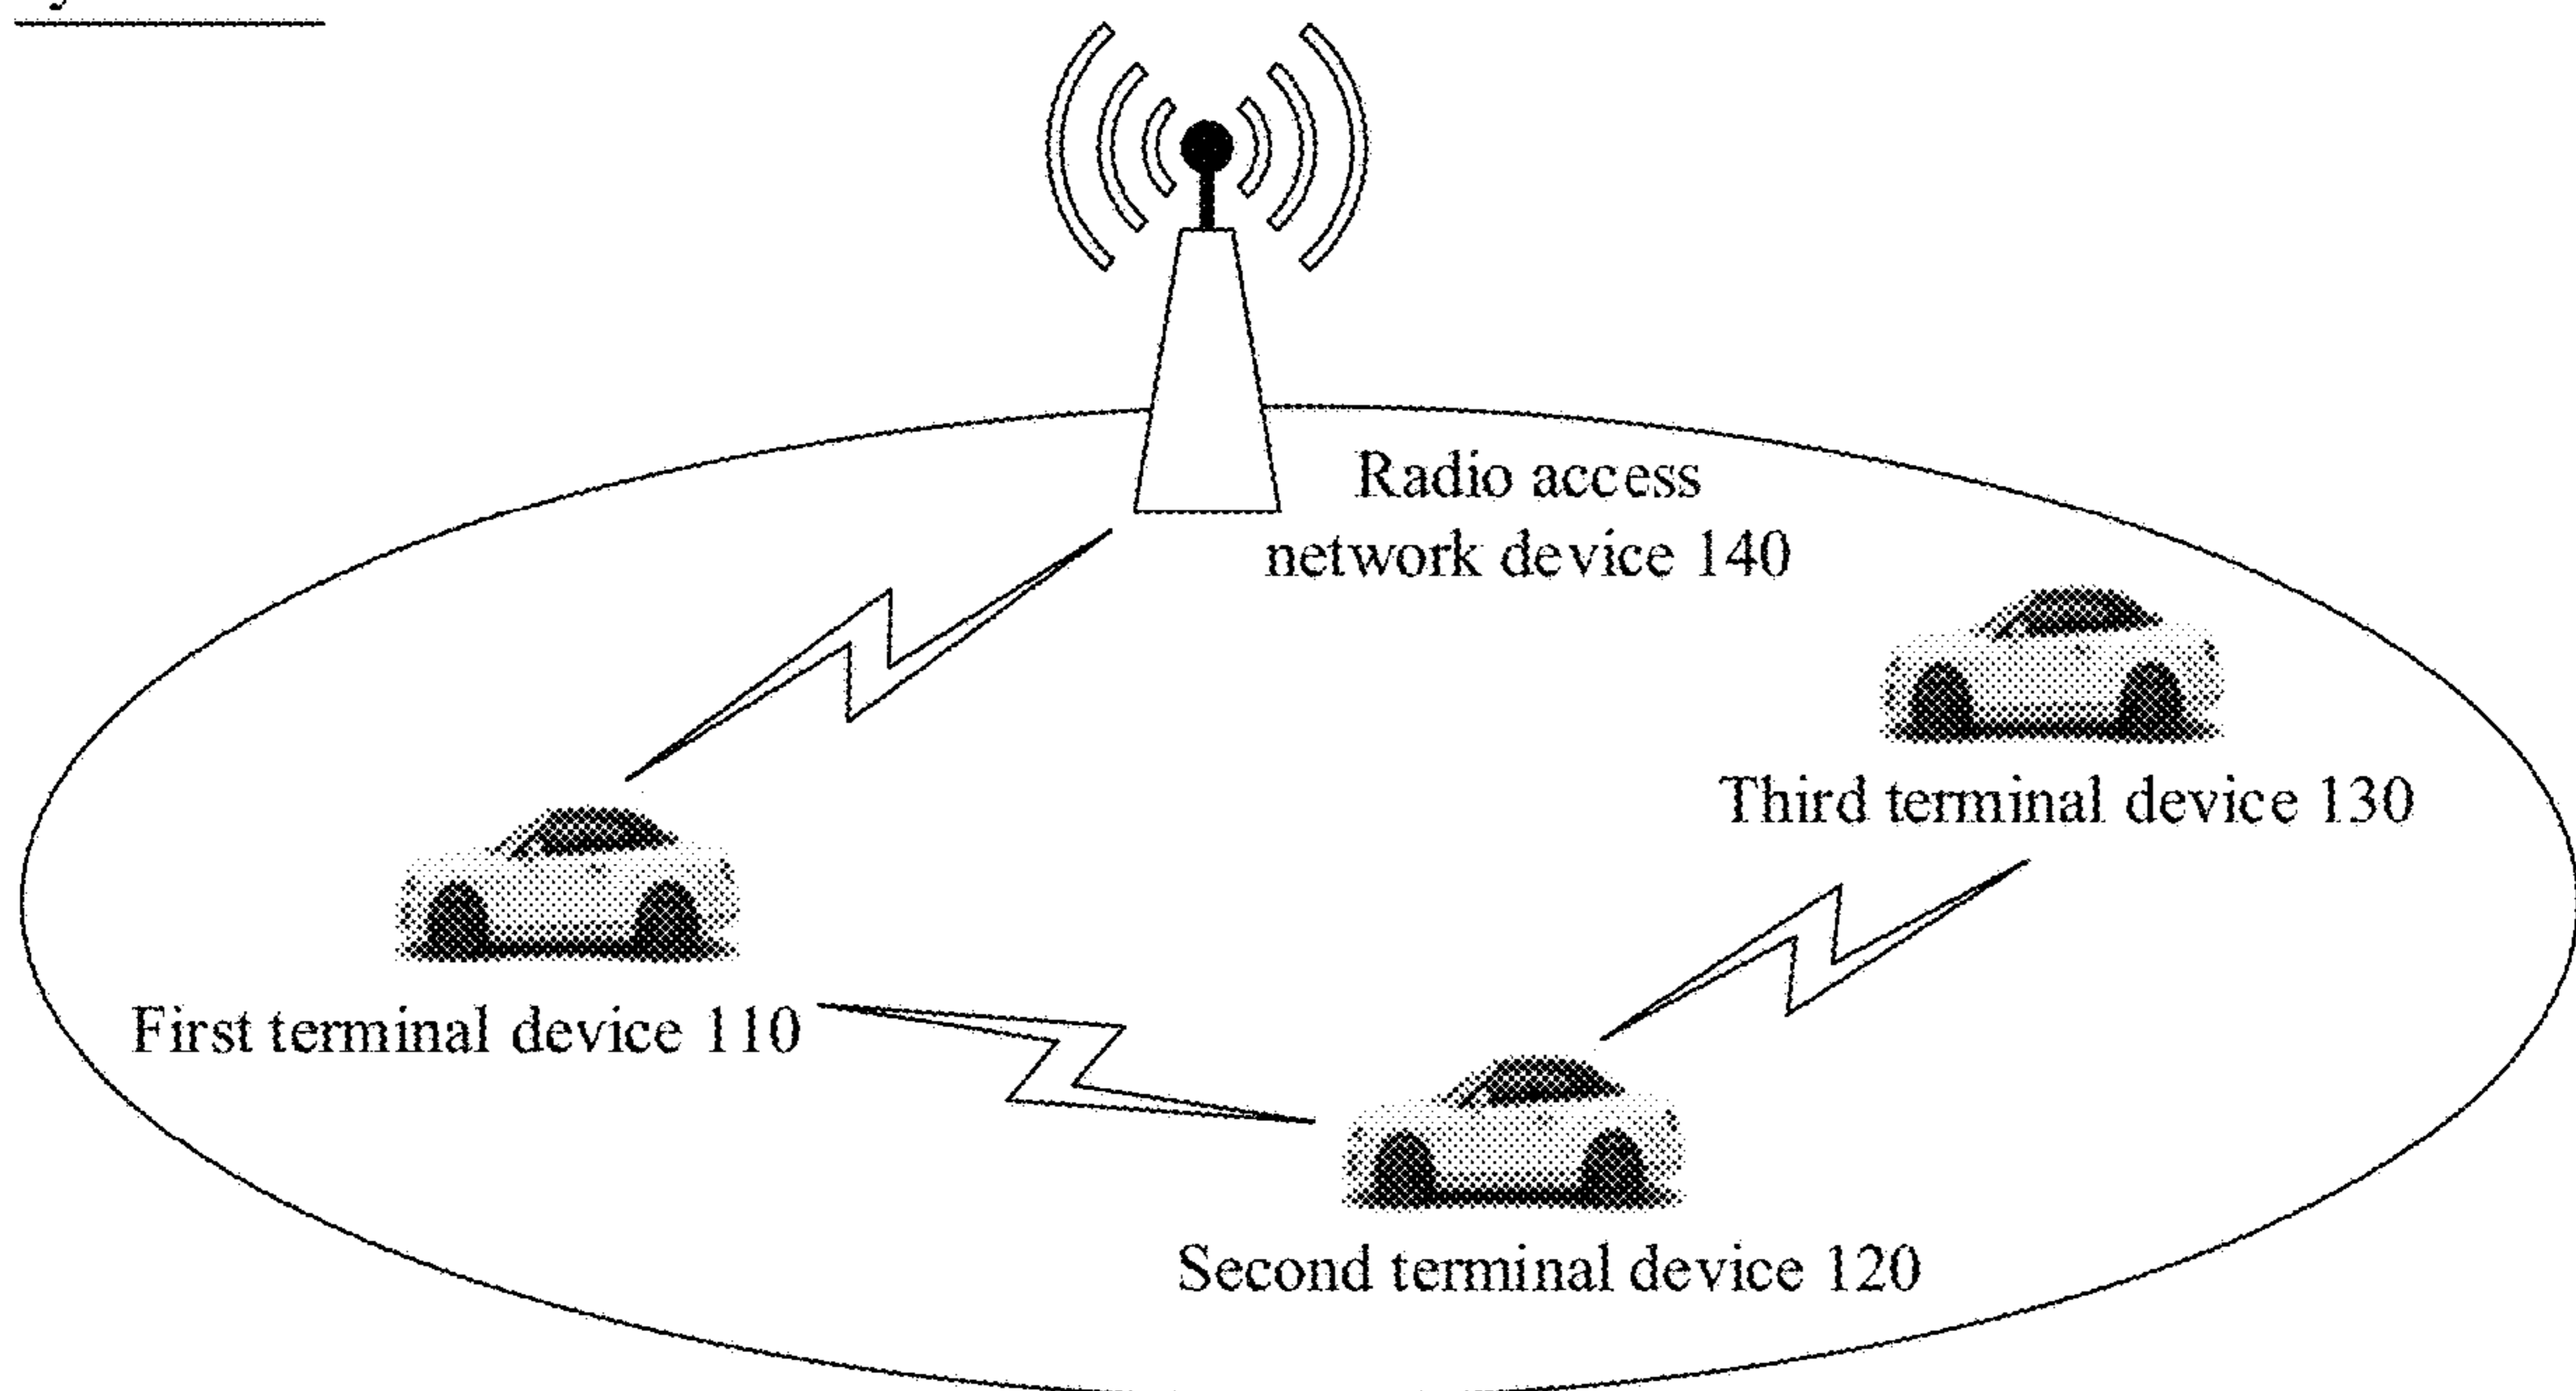 Radio access
network device 140
Third terminal device 130
First terminal device 110
Second terminal device 120